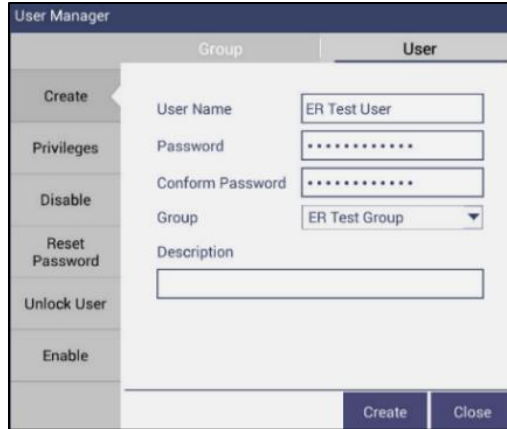 User Manager
Group
User
Create
Privileges
Disable
Reset
Password
Unlock User
Enable
User Name
ER Test User
Password
••••••••••••
Conform Password
••••••••••••
Group
ER Test Group
Description
Create
Close